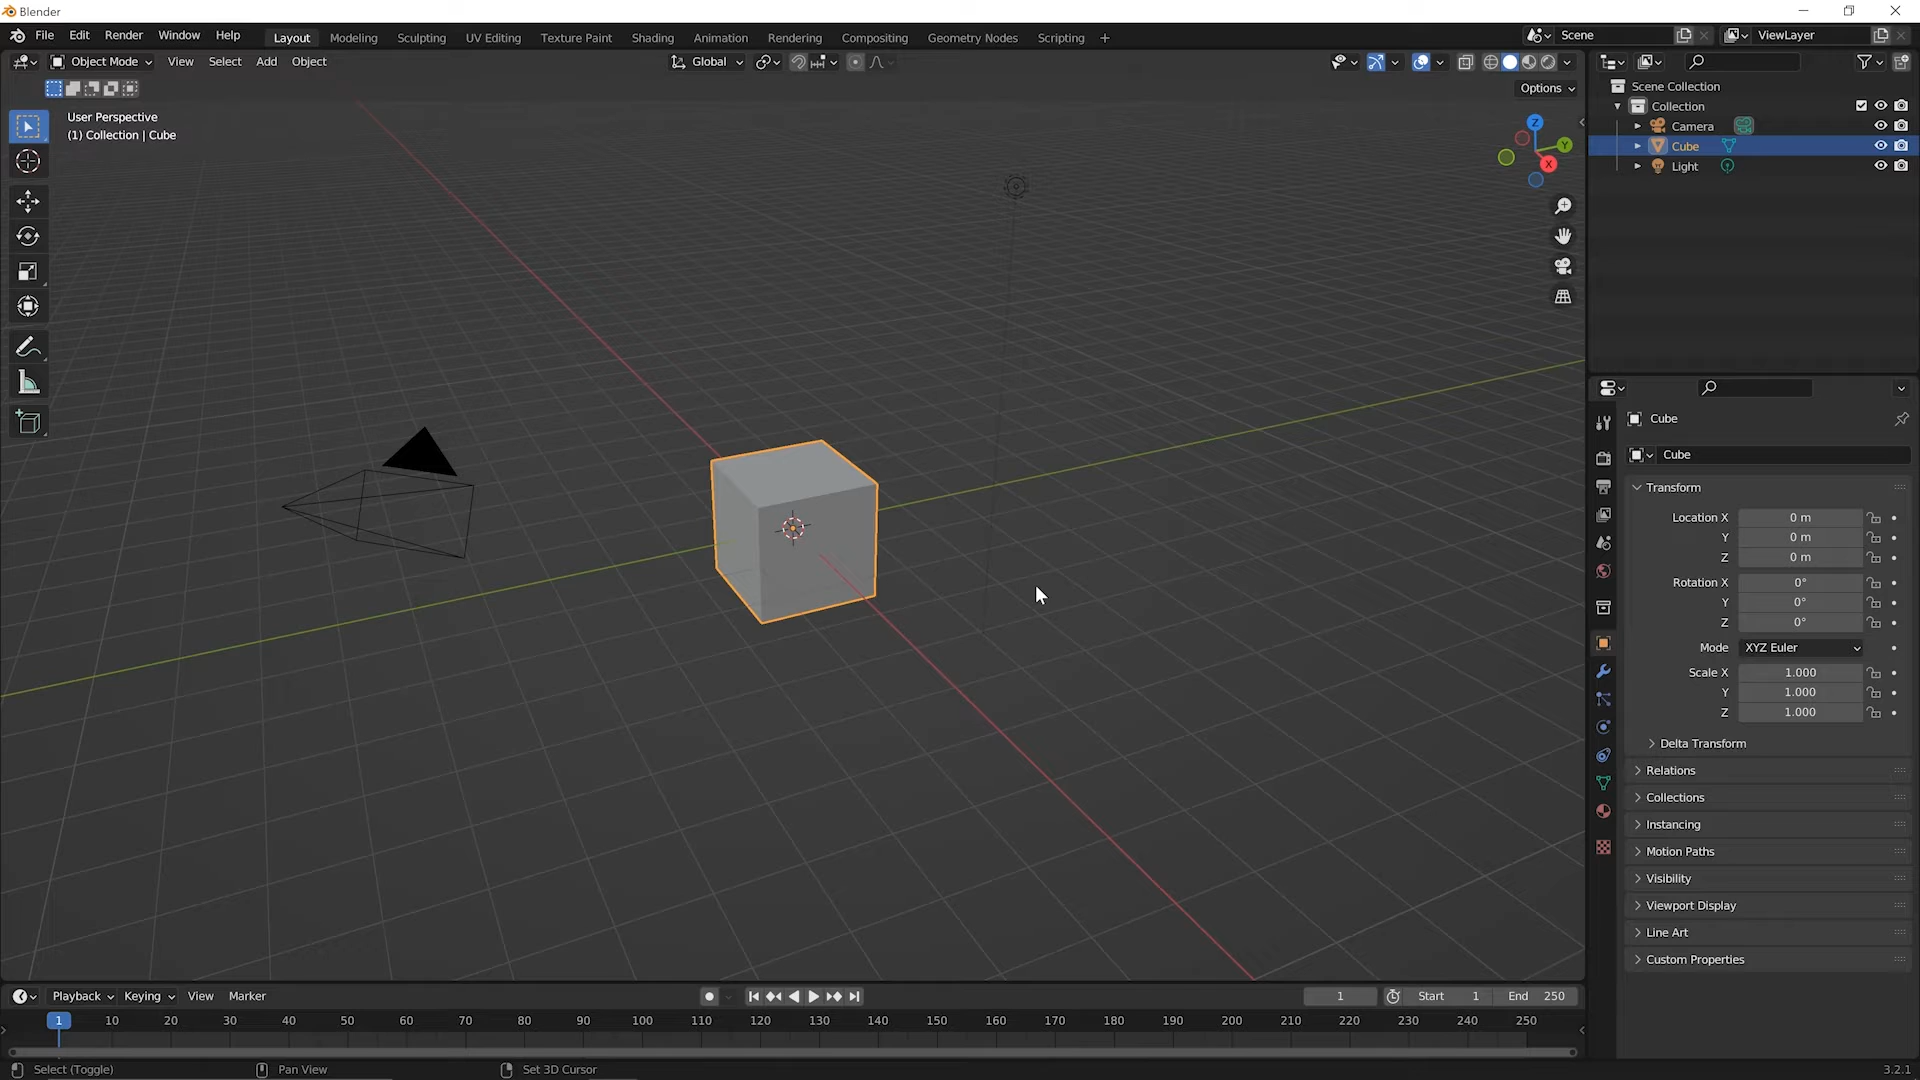 Blender
File Edit Render Window Help Layout Modeling Sculpting UV Editing Texture Paint Shading Animation Rendering Compositing Geometry Nodes Scripting + Scene ViewLayer
Object Mode View Select Add Object Global
Options
User Perspective
(1) Collection | Cube
Z
Y
X
Scene Collection
Collection
Camera
Cube
Light
Cube
Cube
Transform
Location X 0 m
Y 0 m
Z 0 m
Rotation X 0°
Y 0°
Z 0°
Mode XYZ Euler
Scale X 1.000
Y 1.000
Z 1.000
Delta Transform
Relations
Collections
Instancing
Motion Paths
Visibility
Viewport Display
Line Art
Custom Properties
Playback Keying View Marker 1 Start 1 End 250
1 10 20 30 40 50 60 70 80 90 100 110 120 130 140 150 160 170 180 190 200 210 220 230 240 250
Select (Toggle) Pan View Set 3D Cursor 3.2.1